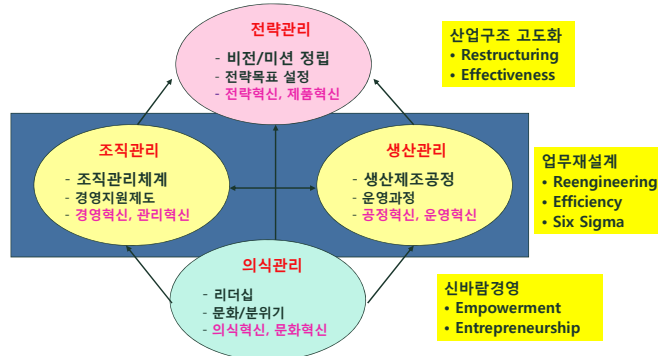 전략관리
- 비전/미션 정립
- 전략목표 설정
- 전략혁신, 제품혁신
산업구조 고도화
• Restructuring
• Effectiveness
조직관리
- 조직관리체계
- 경영지원제도
- 경영혁신, 관리혁신
생산관리
- 생산제조공정
- 운영과정
- 공정혁신, 운영혁신
업무재설계
• Reengineering
• Efficiency
• Six Sigma
의식관리
- 리더십
- 문화/분위기
- 의식혁신, 문화혁신
신바람경영
• Empowerment
• Entrepreneurship